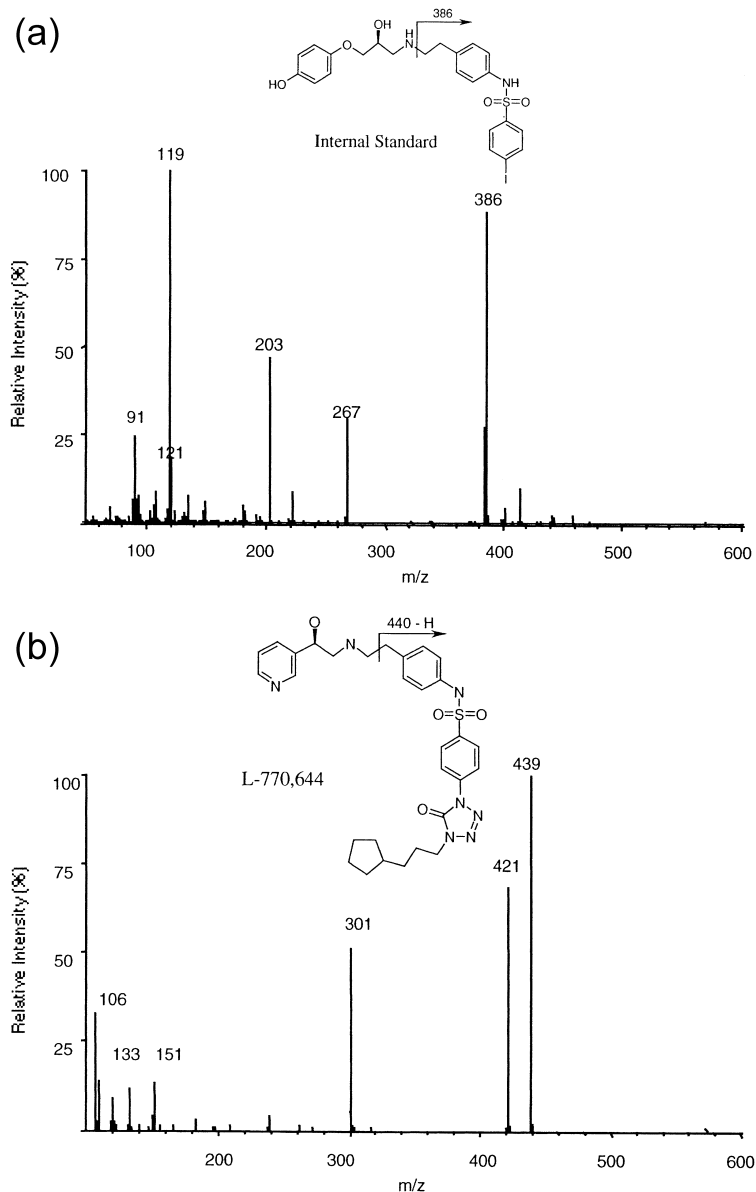 (a)
OH
386
H
N
O
HO
NH
O=S=O
I
Internal Standard
Relative Intensity (%)
100
75
50
25
119
386
203
267
91
121
100
200
300
400
500
600
m/z
(b)
O
440 - H
N
N
N
O=S=O
L-770,644
N
O
N
N
N
Relative Intensity (%)
100
75
50
25
439
421
301
106
133
151
200
300
400
500
600
m/z